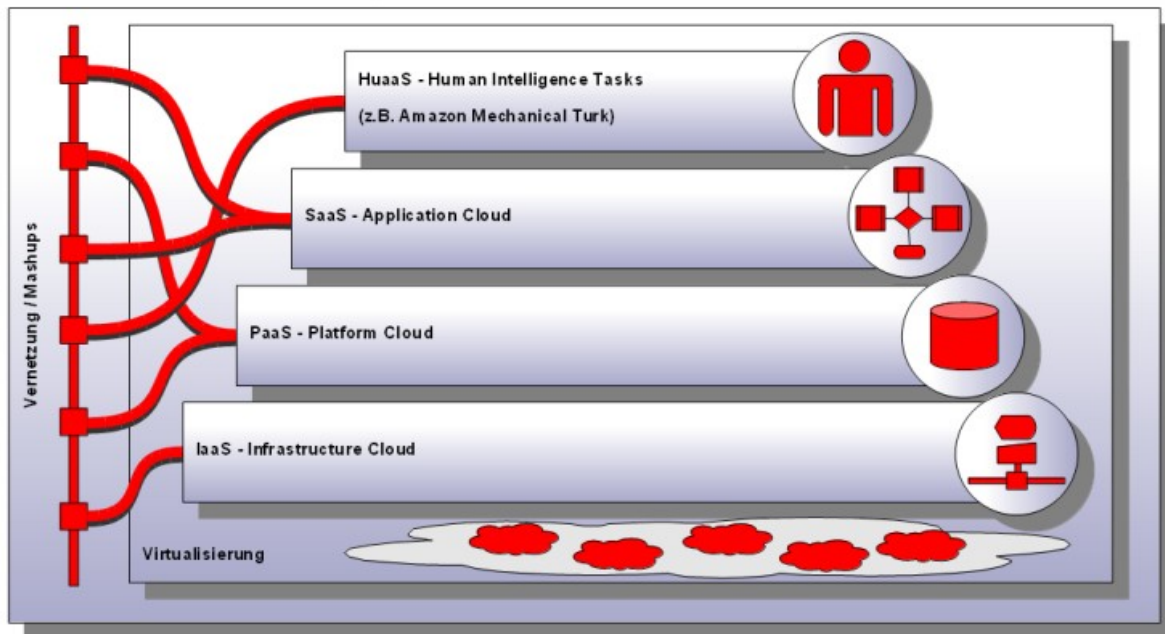 HuaaS - Human Intelligence Tasks
(z.B. Amazon Mechanical Turk)
SaaS - Application Cloud
Vernetzung / Mashups
PaaS - Platform Cloud
IaaS - Infrastructure Cloud
Virtualisierung